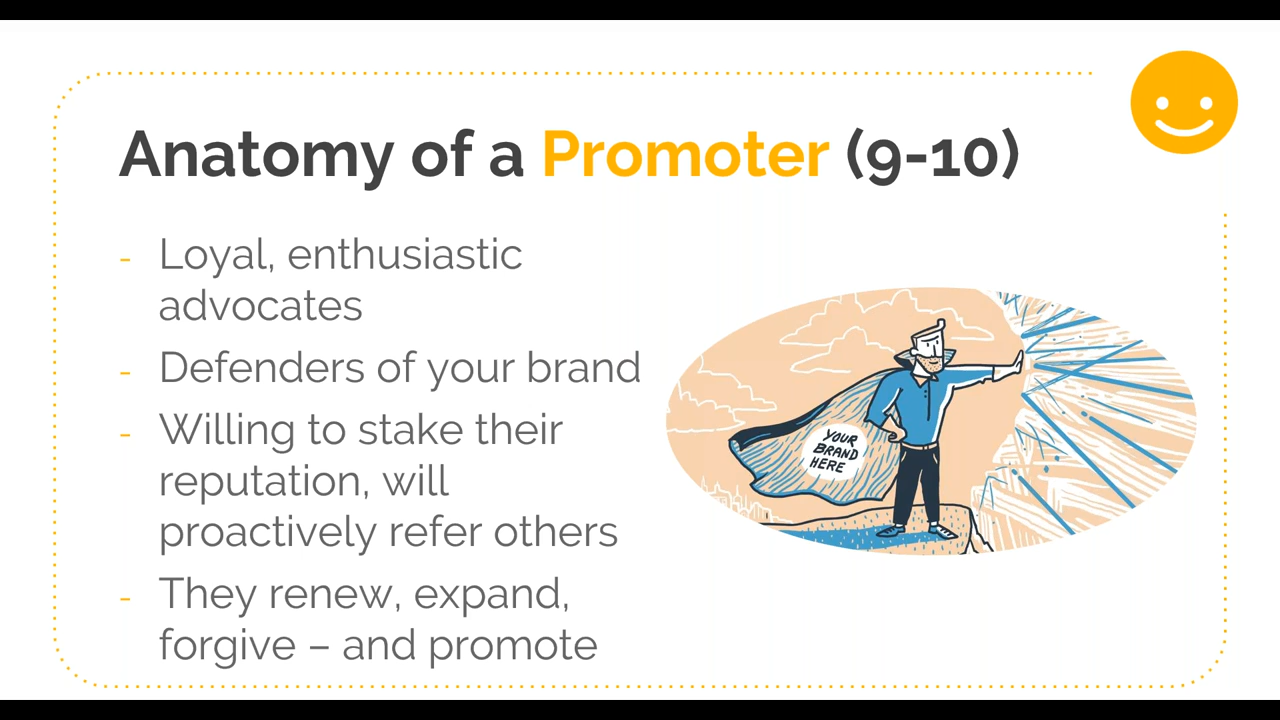 Anatomy of a Promoter (9-10)
- Loyal, enthusiastic
advocates
- Defenders of your brand
- Willing to stake their
reputation, will
proactively refer others
- They renew, expand,
forgive – and promote
YOUR
BRAND
HERE